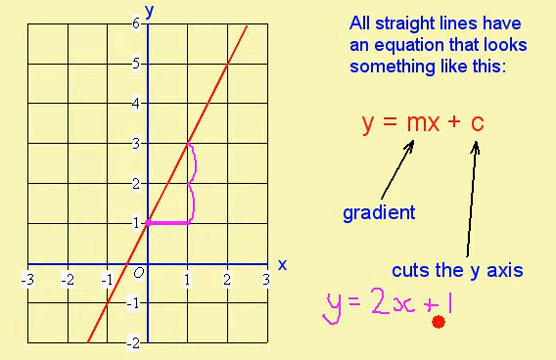 y
All straight lines have
an equation that looks
something like this:
6
5
4
3
2
1
-1
-2
y = mx + c
gradient
cuts the y axis
x
O
-3 -2 -1 1 2 3
y = 2x + 1